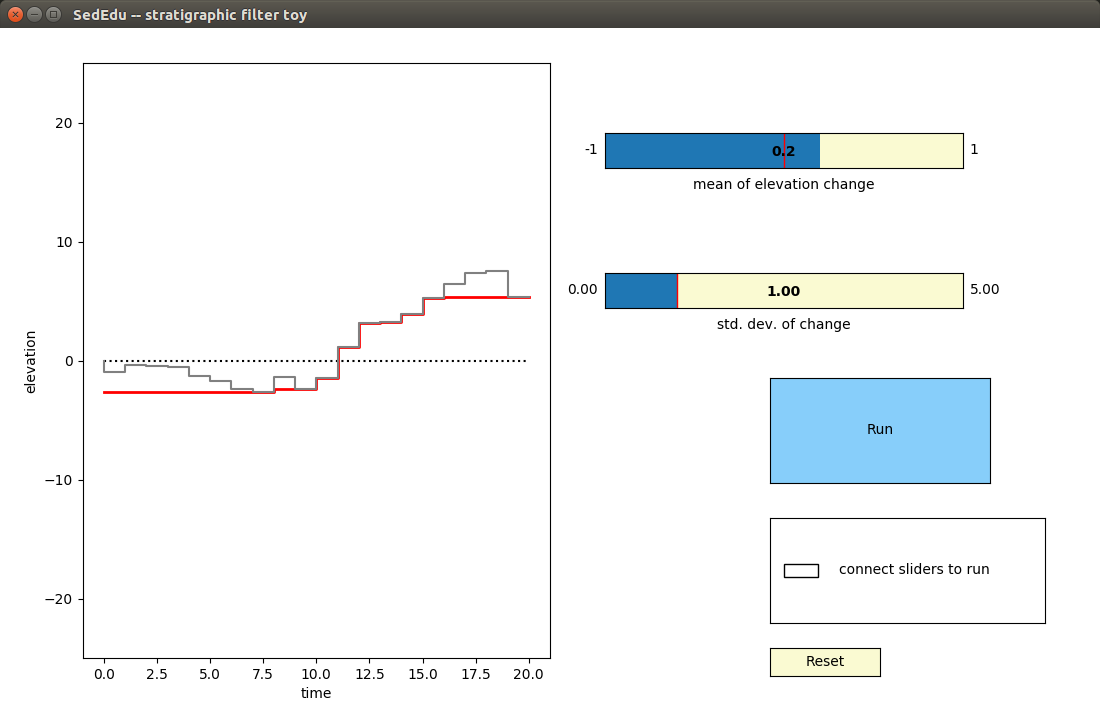 SedEdu -- stratigraphic filter toy
20
10
0
−10
−20
elevation
0.0 2.5 5.0 7.5 10.0 12.5 15.0 17.5 20.0
time
-1 0.2 1
mean of elevation change
0.00 1.00 5.00
std. dev. of change
Run
connect sliders to run
Reset